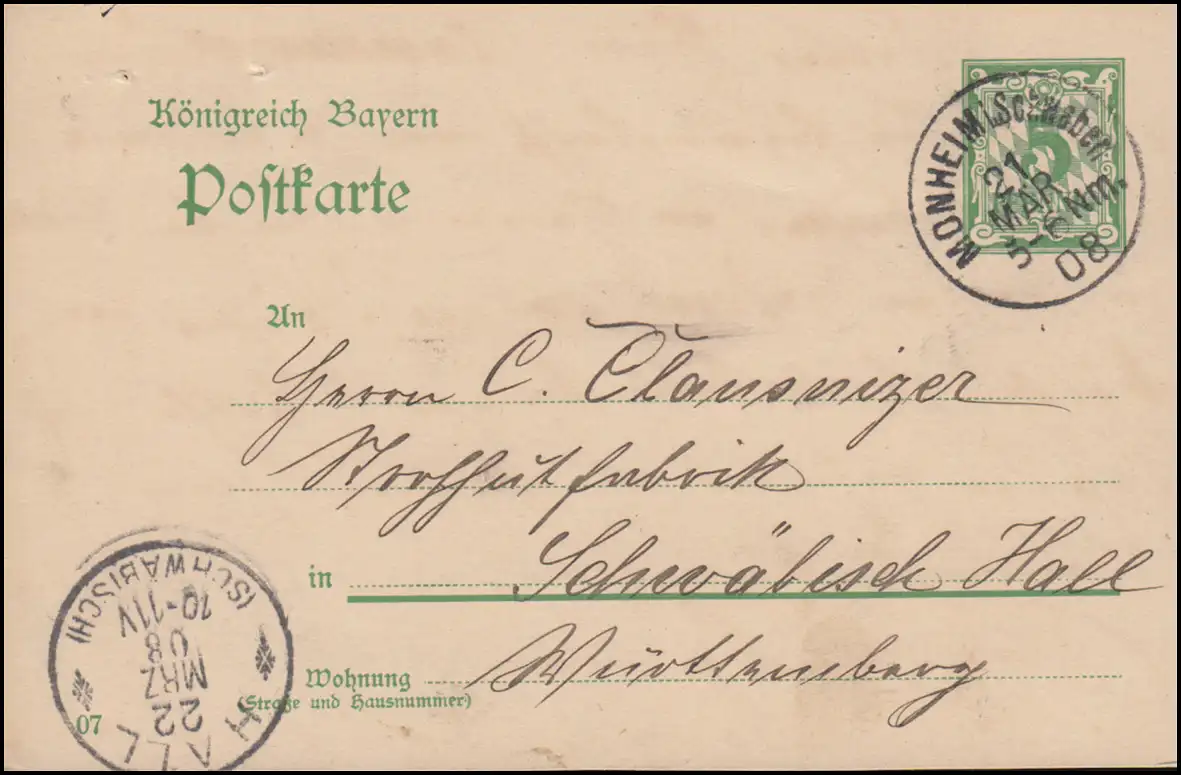 Königreich Bayern
Postkarte
5
MONHEIM i.Schwaben
21
MÄR
5-6 Nm.
08
An
Herrn C. Clausnizer
Strohhutfabrik
in Schwäbisch Hall
Wohnung Württemberg
(Straße und Hausnummer)
07
HALL
22
MRZ
08
10-11V
(SCHWÄBISCH)